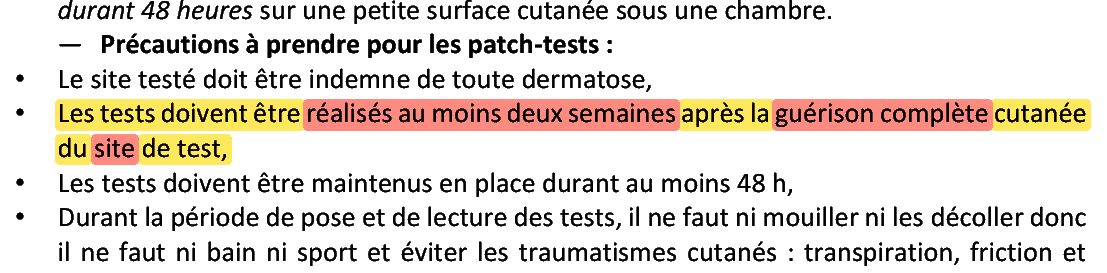 durant 48 heures sur une petite surface cutanée sous une chambre.
— Précautions à prendre pour les patch-tests :
• Le site testé doit être indemne de toute dermatose,
• Les tests doivent être réalisés au moins deux semaines après la guérison complète cutanée
du site de test,
• Les tests doivent être maintenus en place durant au moins 48 h,
• Durant la période de pose et de lecture des tests, il ne faut ni mouiller ni les décoller donc
il ne faut ni bain ni sport et éviter les traumatismes cutanés : transpiration, friction et